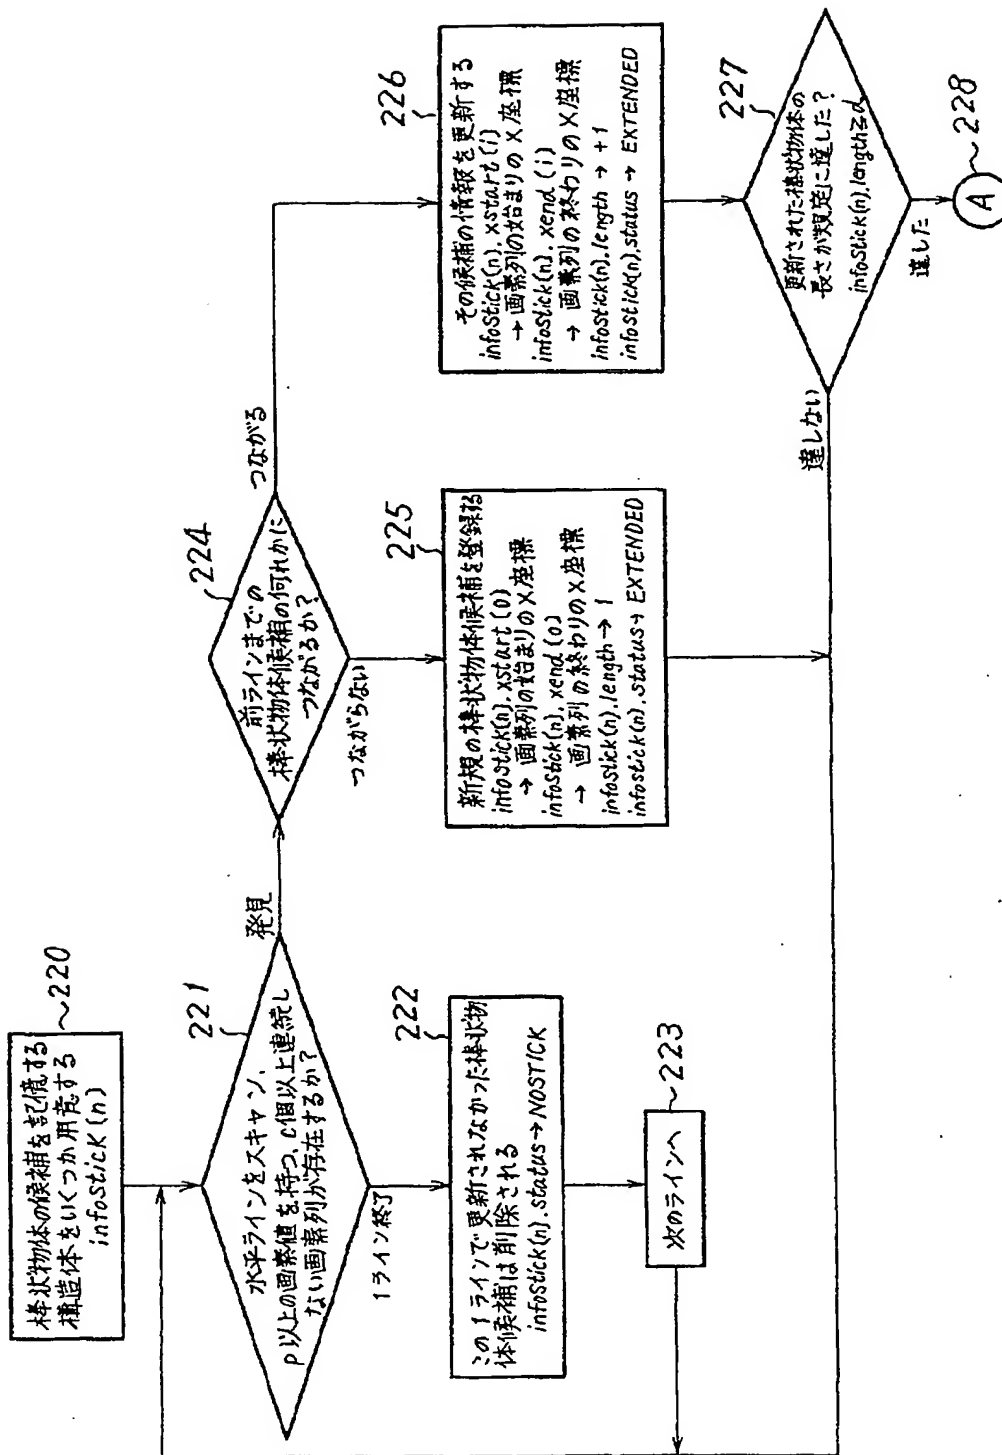 棒状物体の候補を記憶する
構造体をいくつか用意する
infoStick(n)
220
221
水平ラインをスキャン、
p以上の画素値を持つ、c個以上連続し
ない画素列が存在するか？
発見
1ライン終了
222
この1ラインで更新されなかった棒状物
体候補は削除される
infoStick(n).status→NOSTICK
次のラインへ
223
224
前ラインまでの
棒状物体候補の何れかに
つながるか？
つながる
つながらない
225
新規の棒状物体候補を登録する
infoStick(n).xstart(0)
→画素列の始まりのX座標
infoStick(n).xend(0)
→ 画素列の終わりのX座標
infoStick(n).length→1
infoStick(n).status→EXTENDED
226
その候補の情報を更新する
infoStick(n).xstart(i)
→画素列の始まりのX座標
infoStick(n).xend(i)
→ 画素列の終わりのX座標
infoStick(n).length→+1
infoStick(n).status→EXTENDED
227
更新された棒状物体の
長さが規定に達した？
infoStick(n).length≧d
達しない
達した
A
228